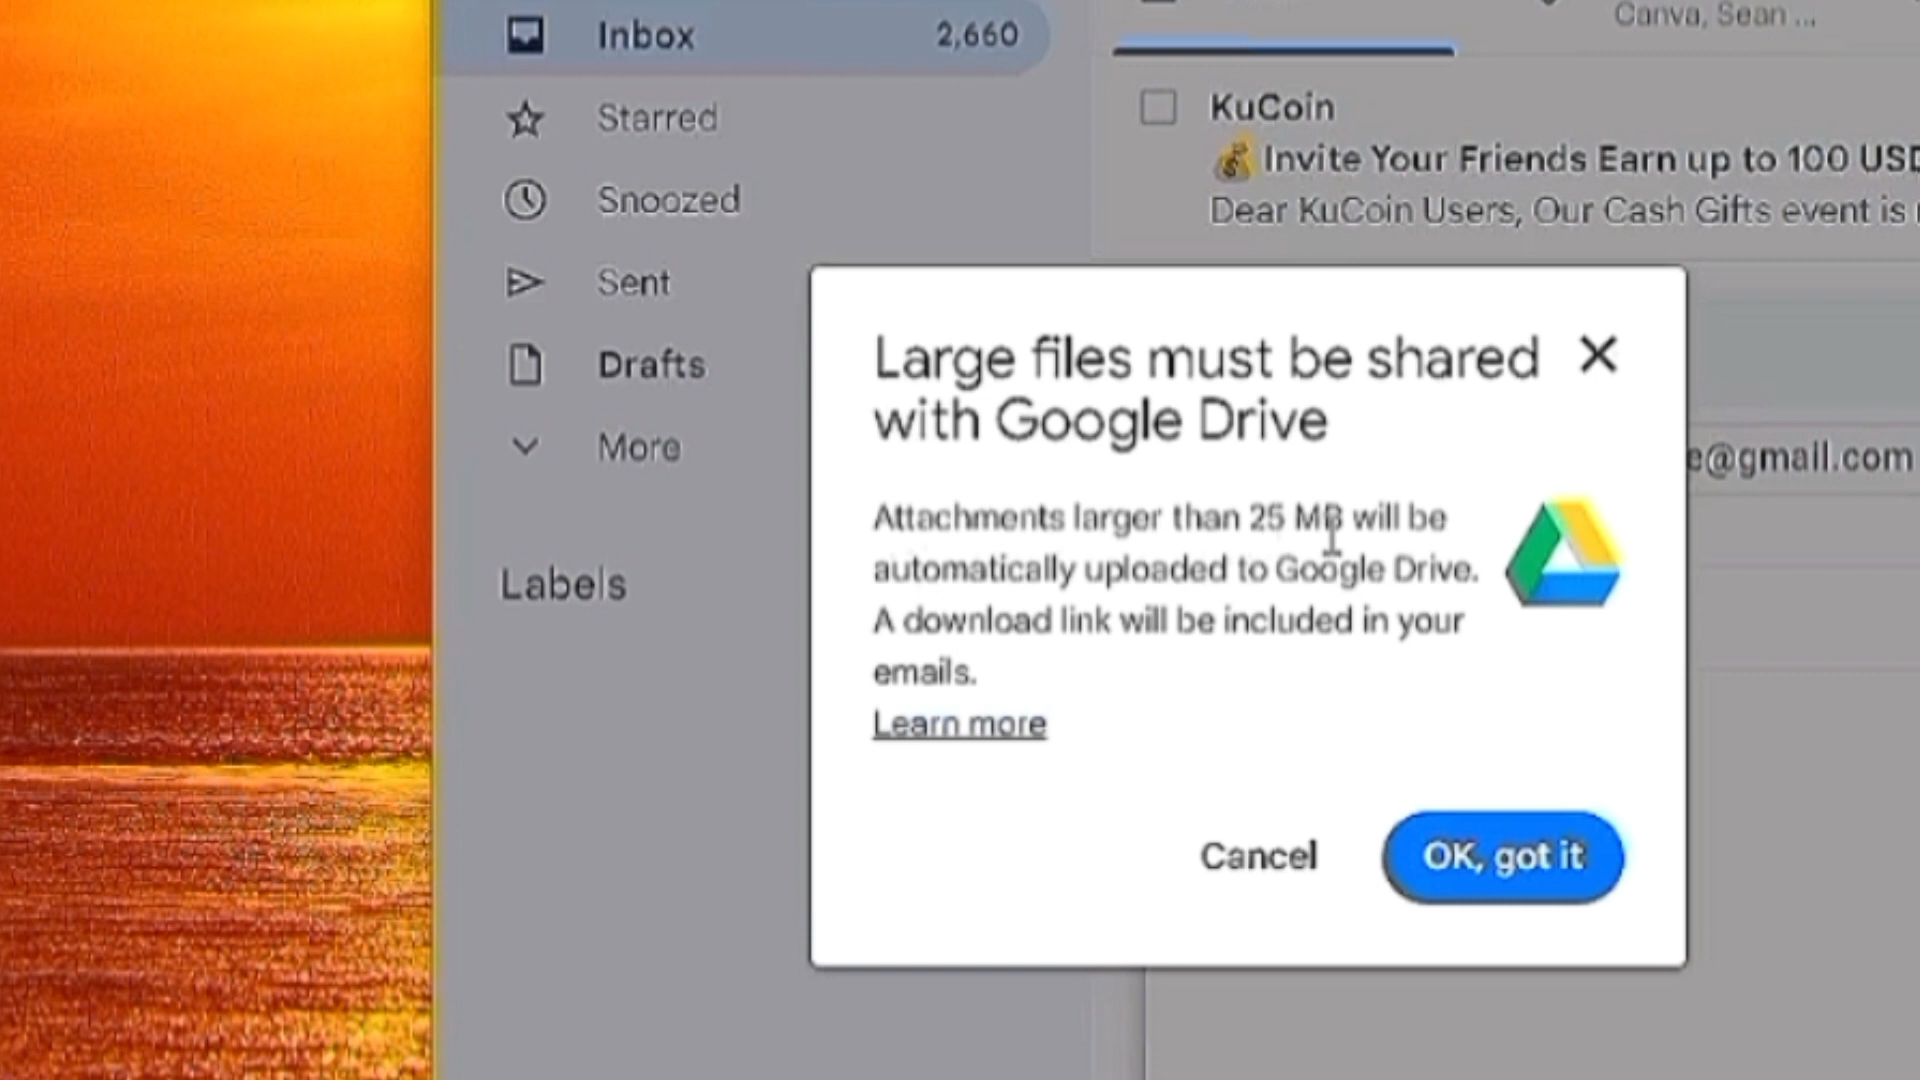 Canva, Sean ...
Inbox 2,660
Starred
Snoozed
Sent
Drafts
More
Labels
KuCoin
💰 Invite Your Friends Earn up to 100 USD
Dear KuCoin Users, Our Cash Gifts event is
e@gmail.com
Large files must be shared
with Google Drive
Attachments larger than 25 MB will be
automatically uploaded to Google Drive.
A download link will be included in your
emails.
Learn more
Cancel
OK, got it